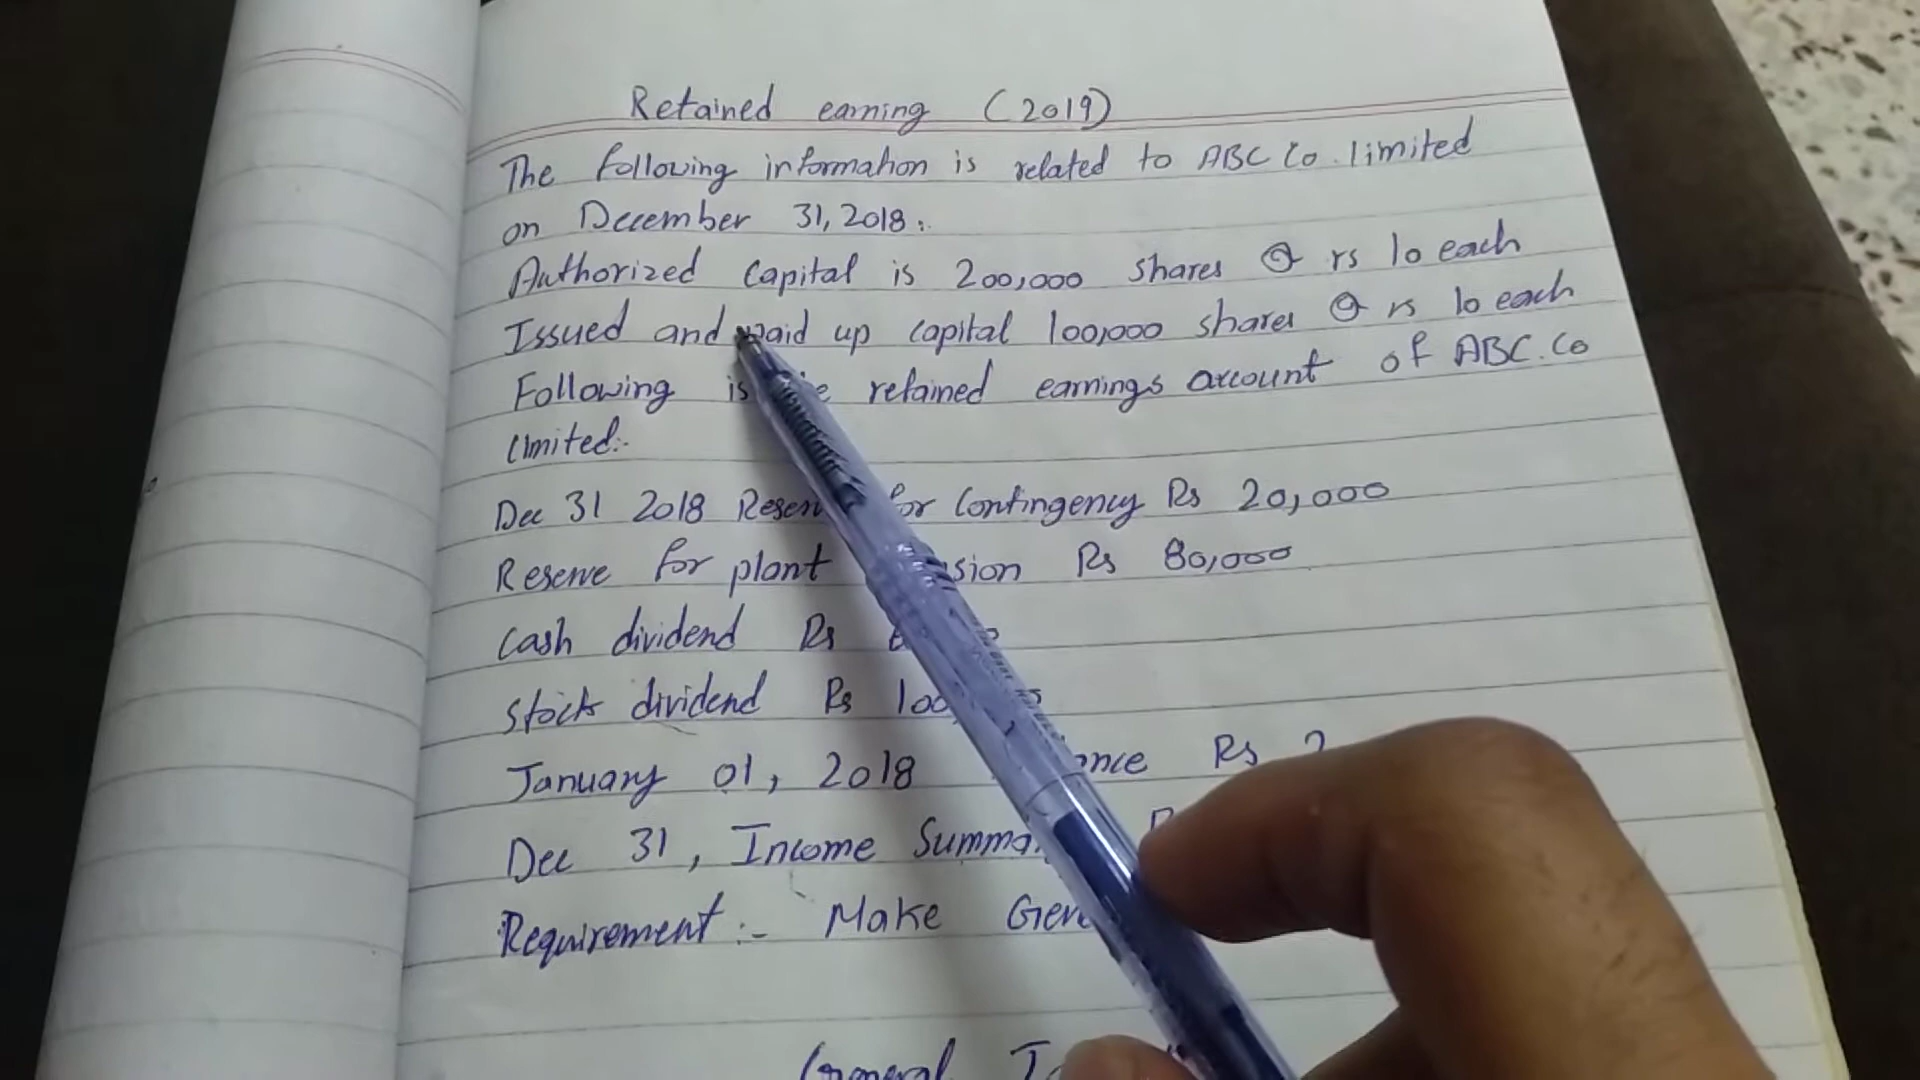 Retained earning (2019)
The following information is related to ABC Co. limited
on December 31, 2018:
Authorized capital is 200,000 shares @ rs 10 each
Issued and paid up capital 100,000 shares @ rs 10 each
Following is retained earnings account of ABC. Co
limited:-
Dec 31 2018 for Contingency Rs 20,000
Reserve for plant Rs 80,000
Cash dividend Rs
Stock dividend Rs
January 01, 2018 Rs
Dec 31, Income
Requirement:- Make
General